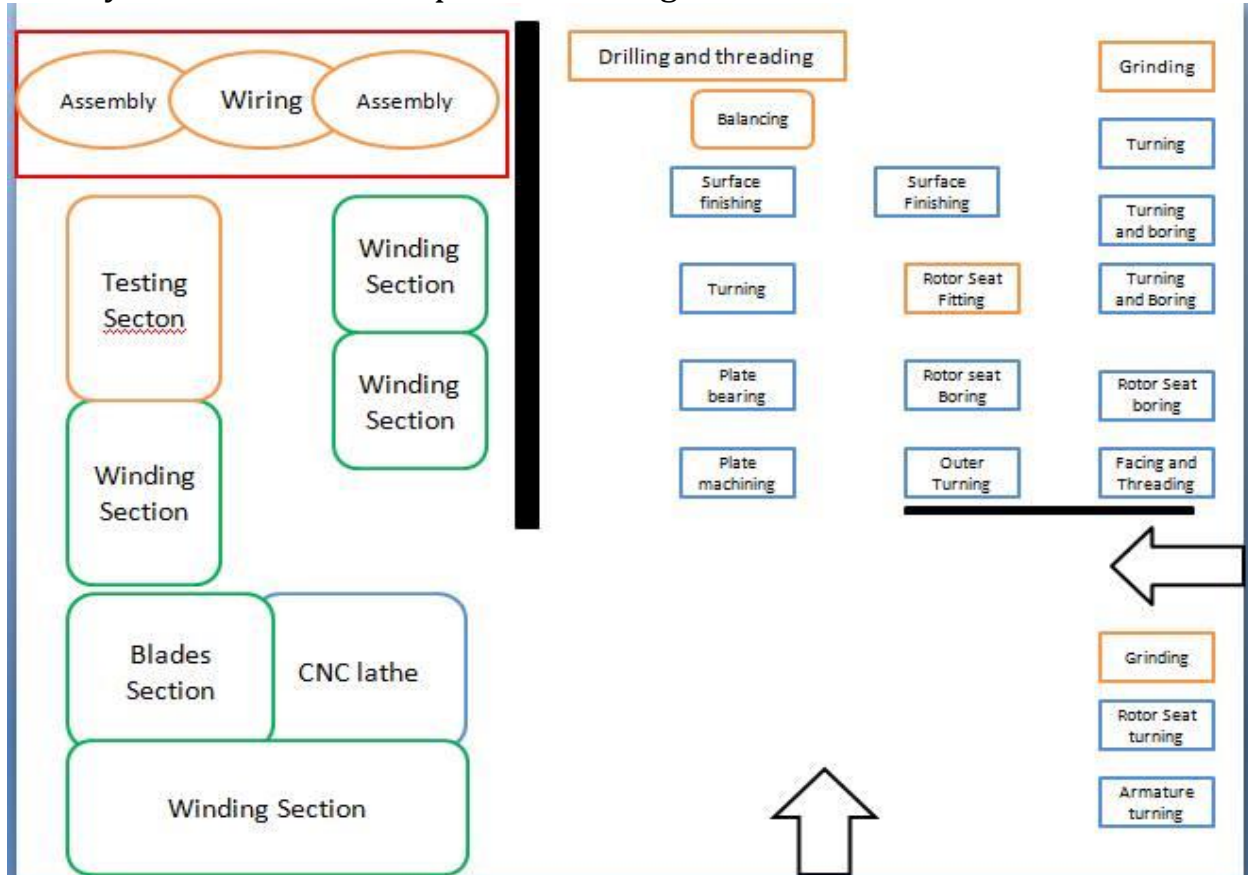 Assembly
Wiring
Assembly
Testing
Secton
Winding
Section
Winding
Section
Winding
Section
Blades
Section
CNC lathe
Winding Section
Drilling and threading
Balancing
Surface
finishing
Turning
Plate
bearing
Plate
machining
Surface
Finishing
Rotor Seat
Fitting
Rotor seat
Boring
Outer
Turning
Grinding
Turning
Turning
and boring
Turning
and Boring
Rotor Seat
boring
Facing and
Threading
Grinding
Rotor Seat
turning
Armature
turning